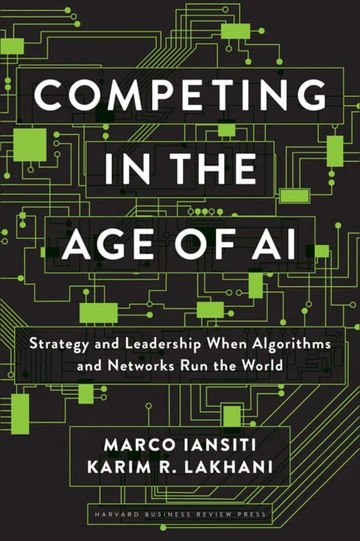 COMPETING
IN THE
AGE OF AI
Strategy and Leadership When Algorithms
and Networks Run the World
MARCO IANSITI
KARIM R. LAKHANI
HARVARD BUSINESS REVIEW PRESS